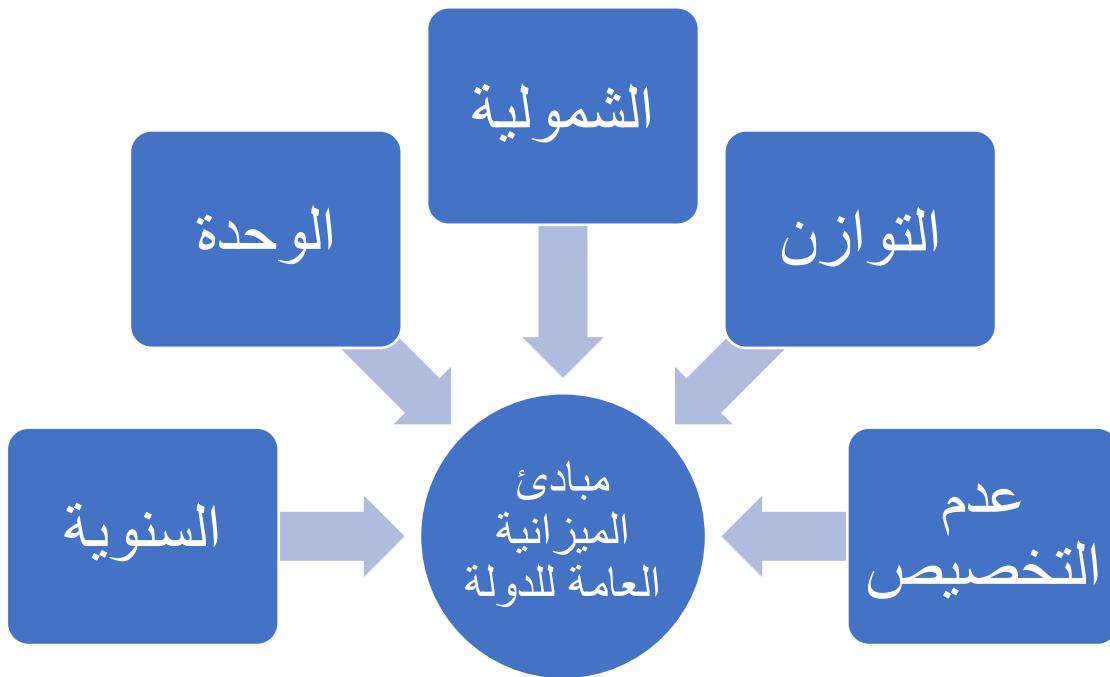 الشمولية
التوازن
الوحدة
عدم
التخصيص
السنوية
مبادئ
الميزانية
العامة للدولة